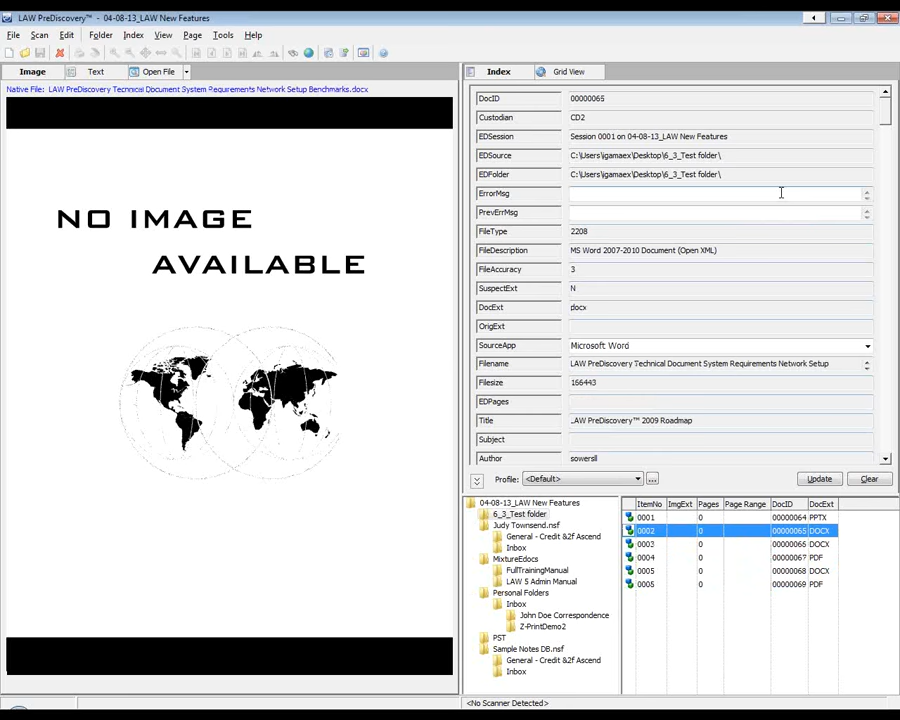 LAW PreDiscovery™ - 04-08-13_LAW New Features
File Scan Edit Folder Index View Page Tools Help
Image Text Open File
Index Grid View
Native File: LAW PreDiscovery Technical Document System Requirements Network Setup Benchmarks.docx
NO IMAGE
AVAILABLE
DocID 00000065
Custodian CD2
EDSession Session 0001 on 04-08-13_LAW New Features
EDSource C:\Users\igamaex\Desktop\6_3_Test folder\
EDFolder C:\Users\igamaex\Desktop\6_3_Test folder\
ErrorMsg
PrevErrMsg
FileType 2208
FileDescription MS Word 2007-2010 Document (Open XML)
FileAccuracy 3
SuspectExt N
DocExt docx
OrigExt
SourceApp Microsoft Word
Filename LAW PreDiscovery Technical Document System Requirements Network Setup
Filesize 166443
EDPages
Title LAW PreDiscovery™ 2009 Roadmap
Subject
Author sowersll
Profile: <Default> ... Update Clear
04-08-13_LAW New Features
6_3_Test folder
Judy Townsend.nsf
General - Credit &2f Ascend
Inbox
MixtureEdocs
FullTrainingManual
LAW 5 Admin Manual
Personal Folders
Inbox
John Doe Correspondence
Z-PrintDemo2
PST
Sample Notes DB.nsf
General - Credit &2f Ascend
Inbox
ItemNo ImgExt Pages Page Range DocID DocExt
0001 0 00000064 PPTX
0002 0 00000065 DOCX
0003 0 00000066 DOCX
0004 0 00000067 PDF
0005 0 00000068 DOCX
0006 0 00000069 PDF
<No Scanner Detected>